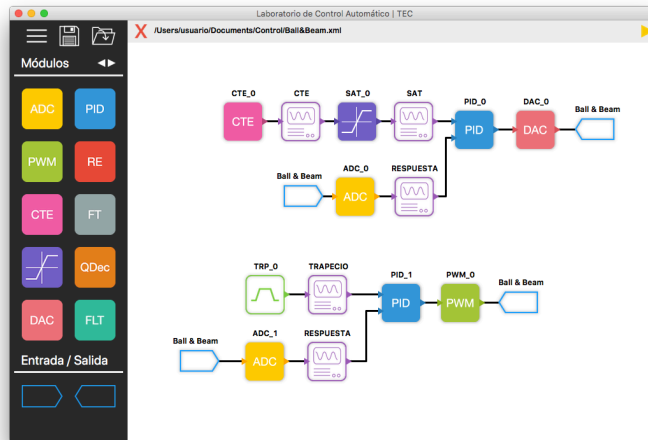 Laboratorio de Control Automático | TEC
X /Users/usuario/Documents/Control/Ball&Beam.xml
Módulos
ADC PID
PWM RE
CTE FT
QDec
DAC FLT
Entrada / Salida
CTE_0 CTE SAT_0 SAT PID_0 DAC_0 Ball & Beam
CTE PID DAC
Ball & Beam ADC_0 RESPUESTA
ADC
TRP_0 TRAPECIO PID_1 PWM_0 Ball & Beam
PID PWM
Ball & Beam ADC_1 RESPUESTA
ADC